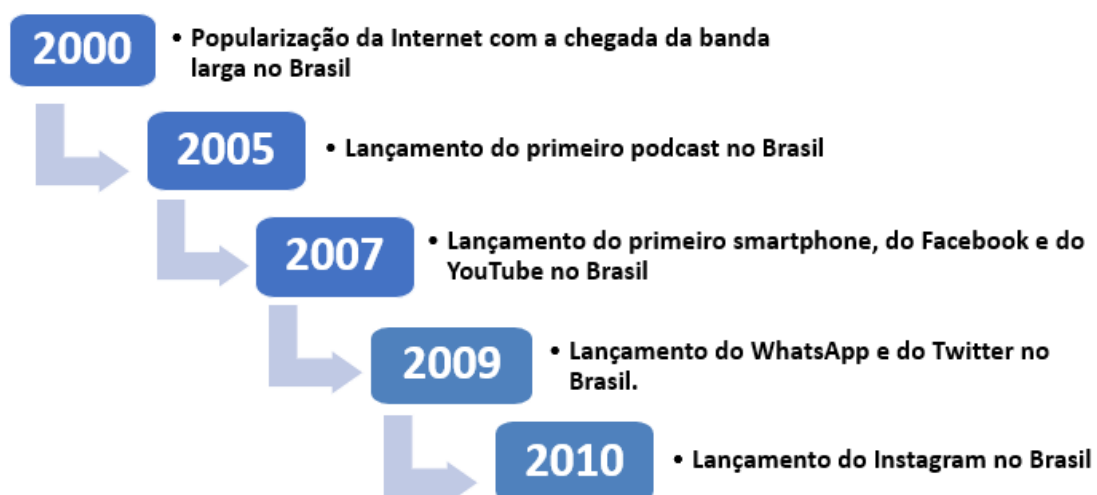 2000
• Popularização da Internet com a chegada da banda
larga no Brasil
2005
• Lançamento do primeiro podcast no Brasil
2007
• Lançamento do primeiro smartphone, do Facebook e do
YouTube no Brasil
2009
• Lançamento do WhatsApp e do Twitter no
Brasil.
2010
• Lançamento do Instagram no Brasil